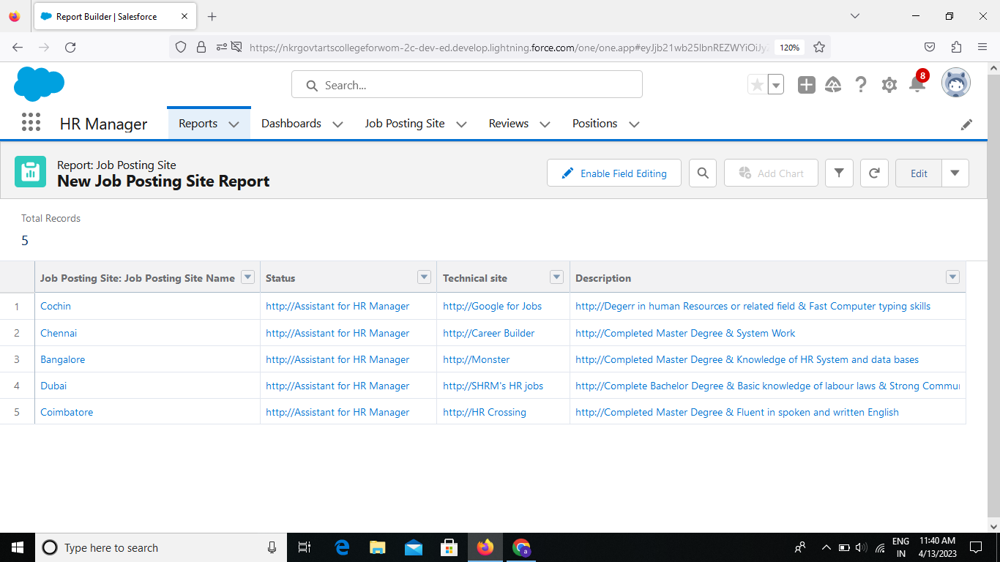 Report Builder | Salesforce
https://nkrgovtartscollegeforwom-2c-dev-ed.develop.lightning.force.com/one/one.app#eyJjb21wb25lbnREZWYiOiJy
120%
Search...
8
HR Manager
Reports
Dashboards
Job Posting Site
Reviews
Positions
Report: Job Posting Site
New Job Posting Site Report
Enable Field Editing
Add Chart
Edit
Total Records
5
Job Posting Site: Job Posting Site Name Status Technical site Description
1 Cochin http://Assistant for HR Manager http://Google for Jobs http://Degerr in human Resources or related field & Fast Computer typing skills
2 Chennai http://Assistant for HR Manager http://Career Builder http://Completed Master Degree & System Work
3 Bangalore http://Assistant for HR Manager http://Monster http://Completed Master Degree & Knowledge of HR System and data bases
4 Dubai http://Assistant for HR Manager http://SHRM's HR jobs http://Complete Bachelor Degree & Basic knowledge of labour laws & Strong Commu
5 Coimbatore http://Assistant for HR Manager http://HR Crossing http://Completed Master Degree & Fluent in spoken and written English
Type here to search
a
ENG
IN
11:40 AM
4/13/2023